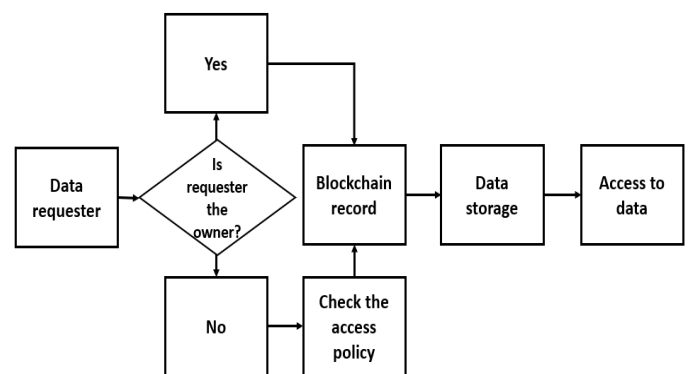 Yes
Data
requester
Is
requester
the
owner?
Blockchain
record
Data
storage
Access to
data
No
Check the
access
policy